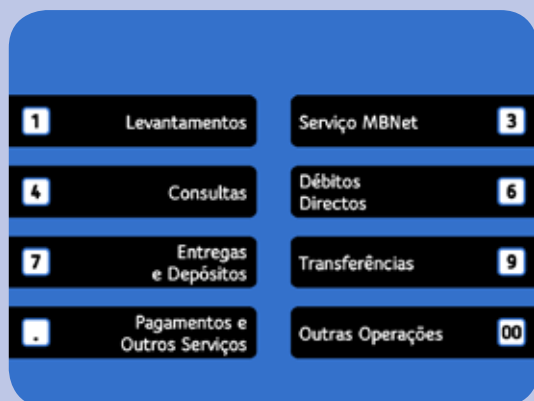 1 Levantamentos
Serviço MBNet 3
4 Consultas
Débitos
Directos 6
7 Entregas
e Depósitos
Transferências 9
. Pagamentos e
Outros Serviços
Outras Operações 00